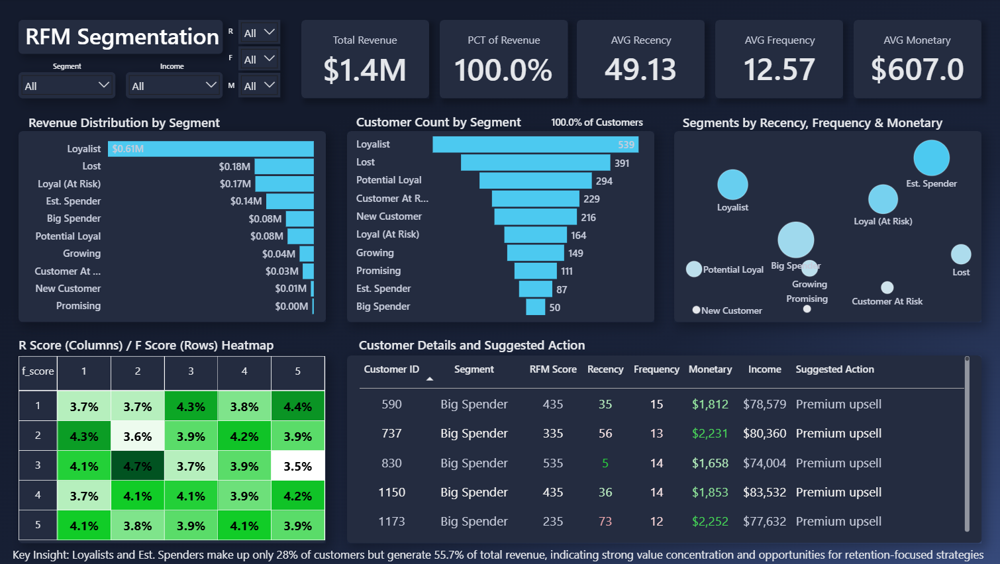 RFM Segmentation
R
All
F
All
M
All
Segment
All
Income
All
Total Revenue
$1.4M
PCT of Revenue
100.0%
AVG Recency
49.13
AVG Frequency
12.57
AVG Monetary
$607.0
Revenue Distribution by Segment
Loyalist $0.61M
Lost $0.18M
Loyal (At Risk) $0.17M
Est. Spender $0.14M
Big Spender $0.08M
Potential Loyal $0.08M
Growing $0.04M
Customer At ... $0.03M
New Customer $0.01M
Promising $0.00M
Customer Count by Segment 100.0% of Customers
Loyalist 539
Lost 391
Potential Loyal 294
Customer At R... 229
New Customer 216
Loyal (At Risk) 164
Growing 149
Promising 111
Est. Spender 87
Big Spender 50
Segments by Recency, Frequency & Monetary
Est. Spender
Loyalist
Loyal (At Risk)
Big Spender
Potential Loyal
Lost
Growing
Promising
Customer At Risk
New Customer
R Score (Columns) / F Score (Rows) Heatmap
f_score 1 2 3 4 5
1 3.7% 3.7% 4.3% 3.8% 4.4%
2 4.3% 3.6% 3.9% 4.2% 3.9%
3 4.1% 4.7% 3.7% 3.9% 3.5%
4 3.7% 4.1% 4.1% 3.9% 4.2%
5 4.1% 3.8% 3.9% 4.1% 3.9%
Customer Details and Suggested Action
Customer ID Segment RFM Score Recency Frequency Monetary Income Suggested Action
590 Big Spender 435 35 15 $1,812 $78,579 Premium upsell
737 Big Spender 335 56 13 $2,231 $80,360 Premium upsell
830 Big Spender 535 5 14 $1,658 $74,004 Premium upsell
1150 Big Spender 435 36 14 $1,853 $83,532 Premium upsell
1173 Big Spender 235 73 12 $2,252 $77,632 Premium upsell
Key Insight: Loyalists and Est. Spenders make up only 28% of customers but generate 55.7% of total revenue, indicating strong value concentration and opportunities for retention-focused strategies